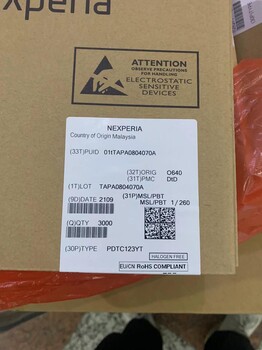 xperia
ATTENTION
OBSERVE PRECAUTIONS
FOR HANDLING
ELECTROSTATIC
SENSITIVE
DEVICES
NEXPERIA
Country of Origin Malaysia
(33T)PUID 01tTAPA0804070A
(32T)ORIG O640
(31T)PMC DtD
(1T)LOT TAPA0804070A
(31P)MSL/PBT
(9D)DATE 2109
MSL/PBT 1/260
(Q)QTY 3000
(30P)TYPE PDTC123YT
HALOGEN FREE
EU/CN RoHS COMPLIANT